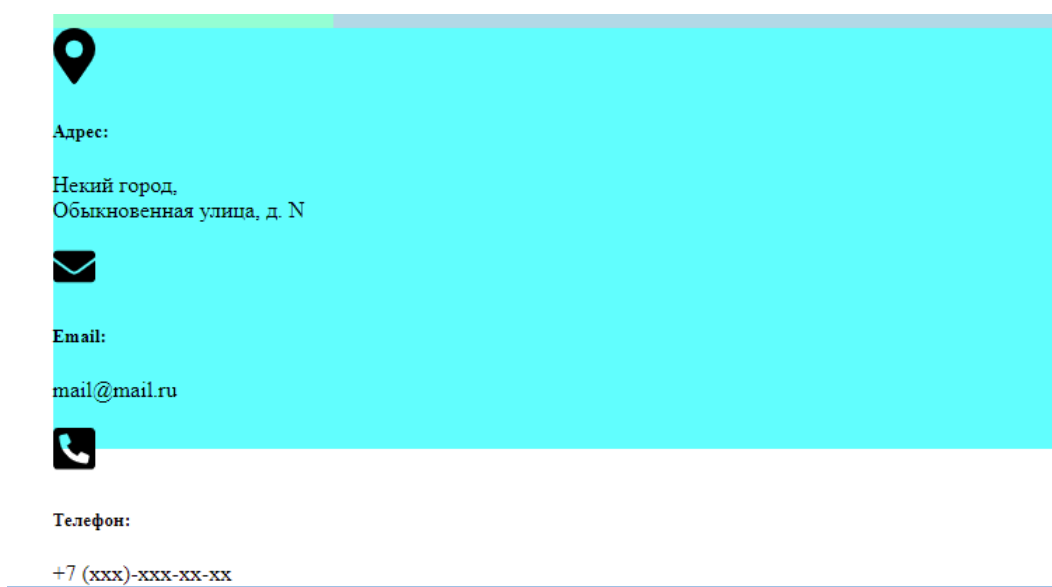 Адрес:
Некий город,
Обыкновенная улица, д. N
Email:
mail@mail.ru
Телефон:
+7 (xxx)-xxx-xx-xx